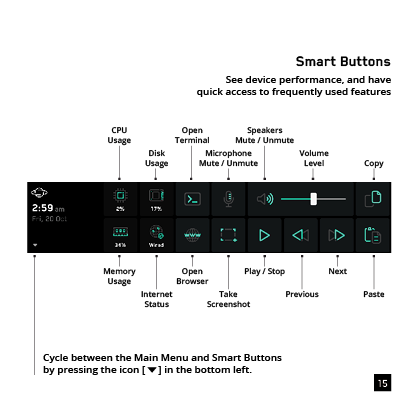 Smart Buttons
See device performance, and have
quick access to frequently used features
CPU
Usage
Disk
Usage
Open
Terminal
Microphone
Mute / Unmute
Speakers
Mute / Unmute
Volume
Level
Copy
2:59 am
Fri, 20 Oct
2%
17%
34%
Wired
www
Memory
Usage
Internet
Status
Open
Browser
Take
Screenshot
Play / Stop
Previous
Next
Paste
Cycle between the Main Menu and Smart Buttons
by pressing the icon [ ▼ ] in the bottom left.
15